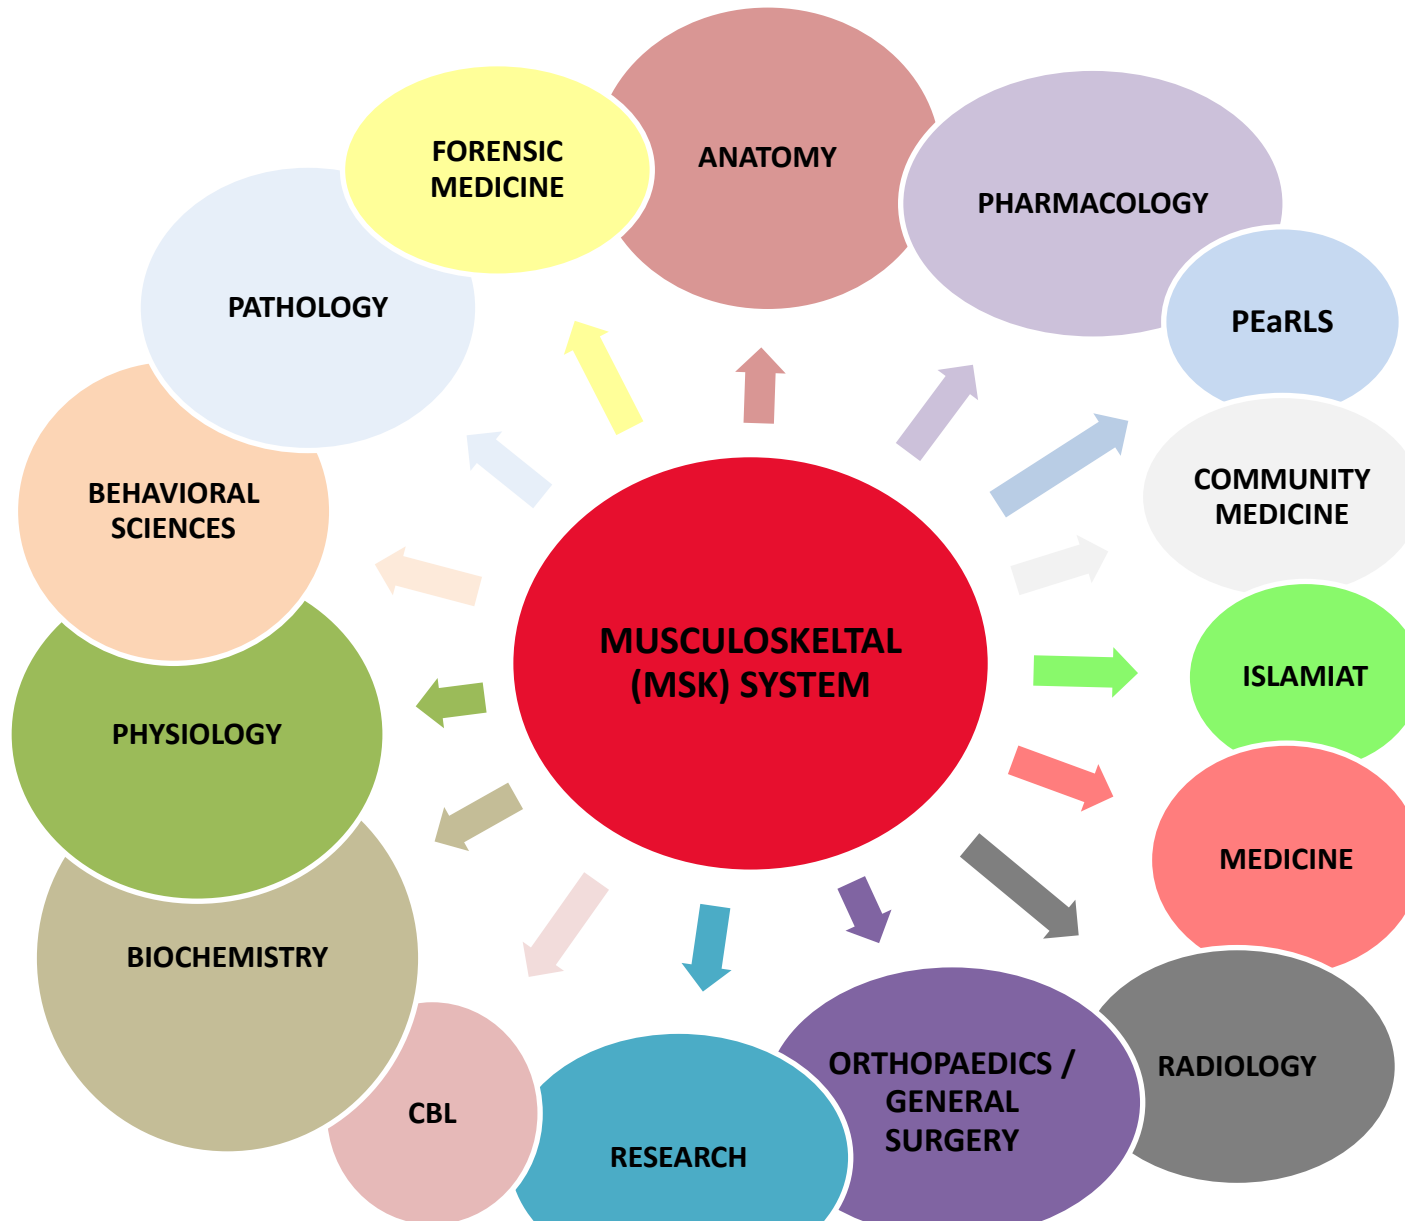 FORENSIC
MEDICINE
ANATOMY
PHARMACOLOGY
PEaRLS
COMMUNITY
MEDICINE
ISLAMIAT
MEDICINE
RADIOLOGY
ORTHOPAEDICS /
GENERAL
SURGERY
RESEARCH
CBL
BIOCHEMISTRY
PHYSIOLOGY
BEHAVIORAL
SCIENCES
PATHOLOGY
MUSCULOSKELTAL
(MSK) SYSTEM